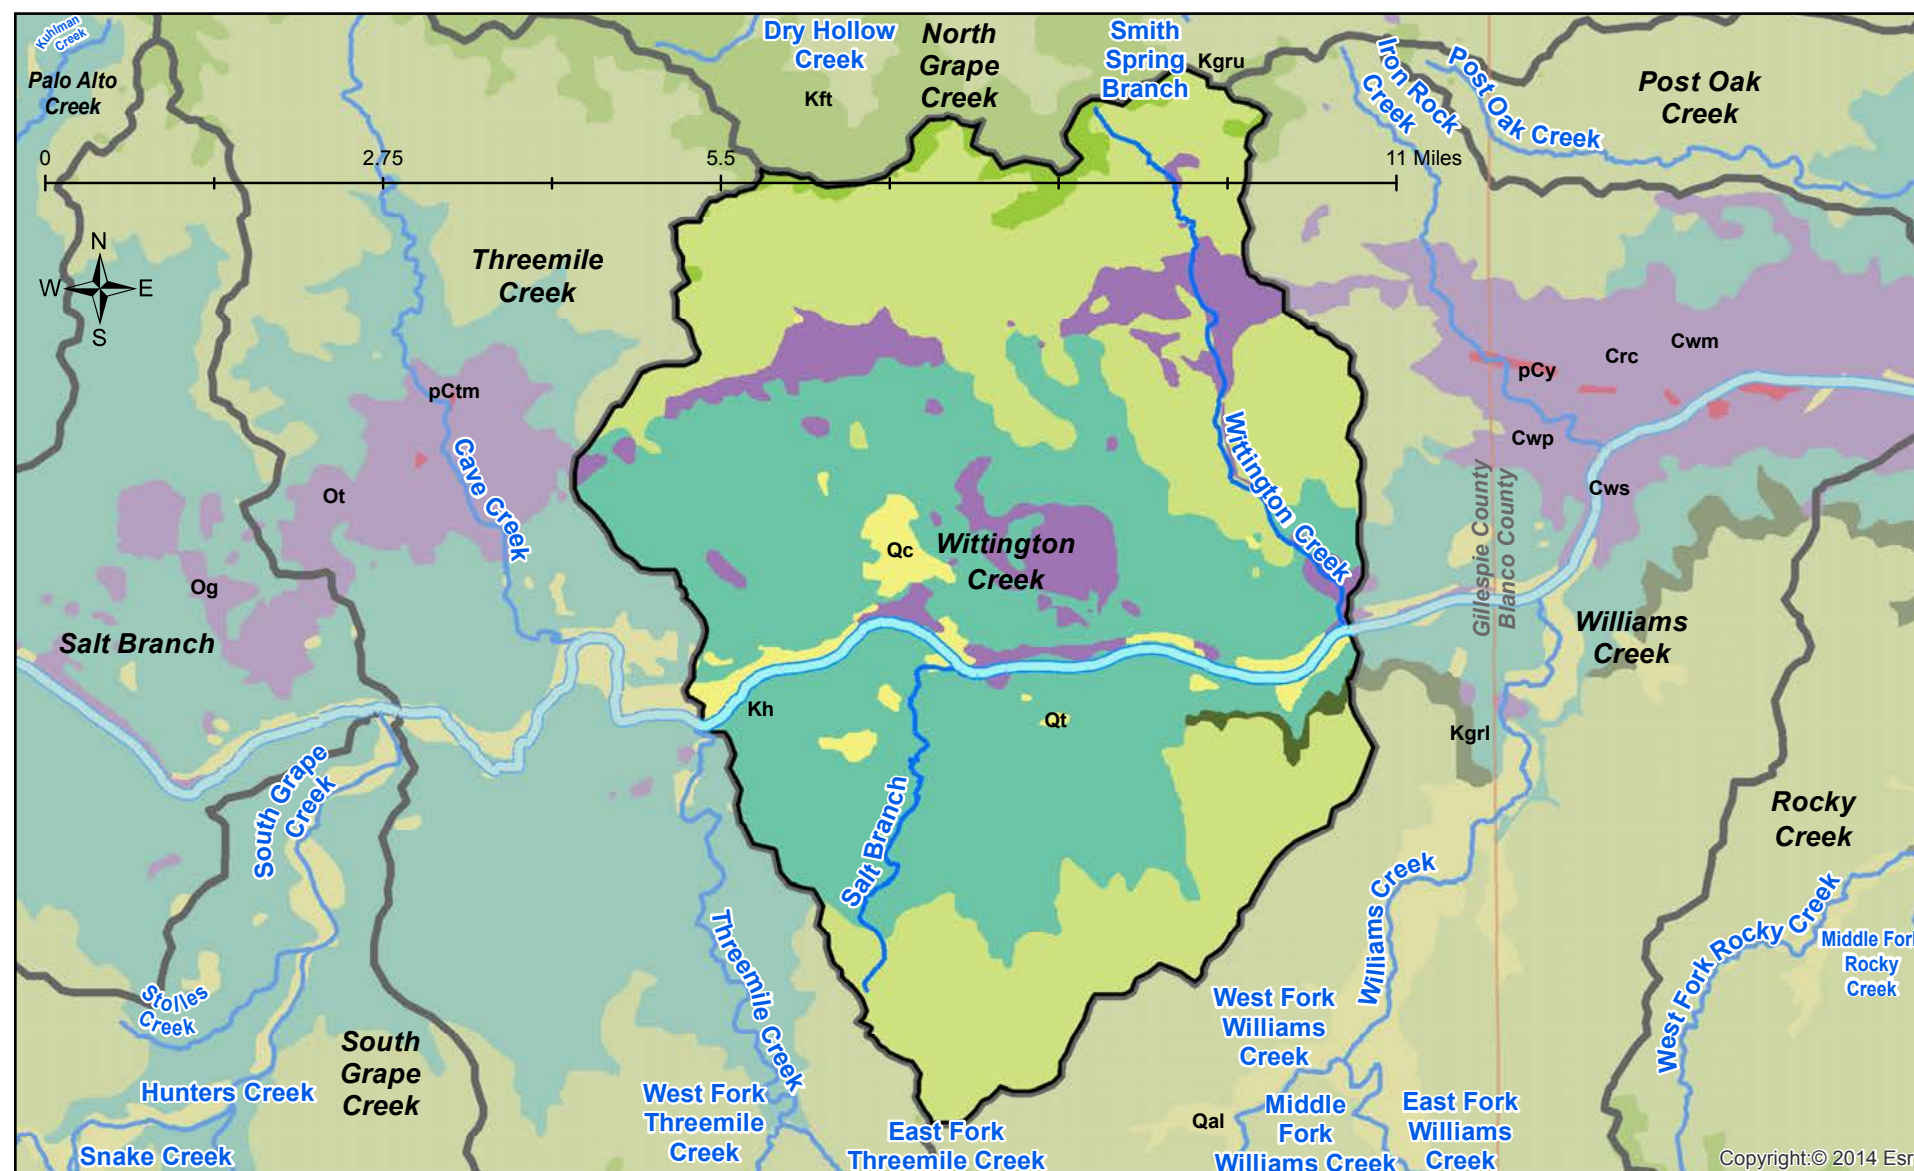 Kuhlman
Creek
Palo Alto
Creek
Dry Hollow
Creek
North
Grape
Creek
Kft
Smith
Spring
Branch
Kgru
Iron Rock
Creek
Post Oak Creek
Post Oak
Creek
0
2.75
5.5
11 Miles
N
W
E
S
Threemile
Creek
pCtm
Cave Creek
Ot
Og
Salt Branch
Wittington Creek
Qc
Wittington
Creek
Cwm
Crc
pCy
Cwp
Cws
Gillespie County
Blanco County
Williams
Creek
Kh
Qt
Kgrl
South Grape
Creek
Salt Branch
Rocky
Creek
Threemile Creek
Williams Creek
West Fork Rocky Creek
Middle For
Rocky
Creek
Stolles
Creek
South
Grape
Creek
West Fork
Williams
Creek
Hunters Creek
Snake Creek
West Fork
Threemile
Creek
East Fork
Threemile Creek
Qal
Middle
Fork
Williams Creek
East Fork
Williams
Creek
Copyright:© 2014 Esr